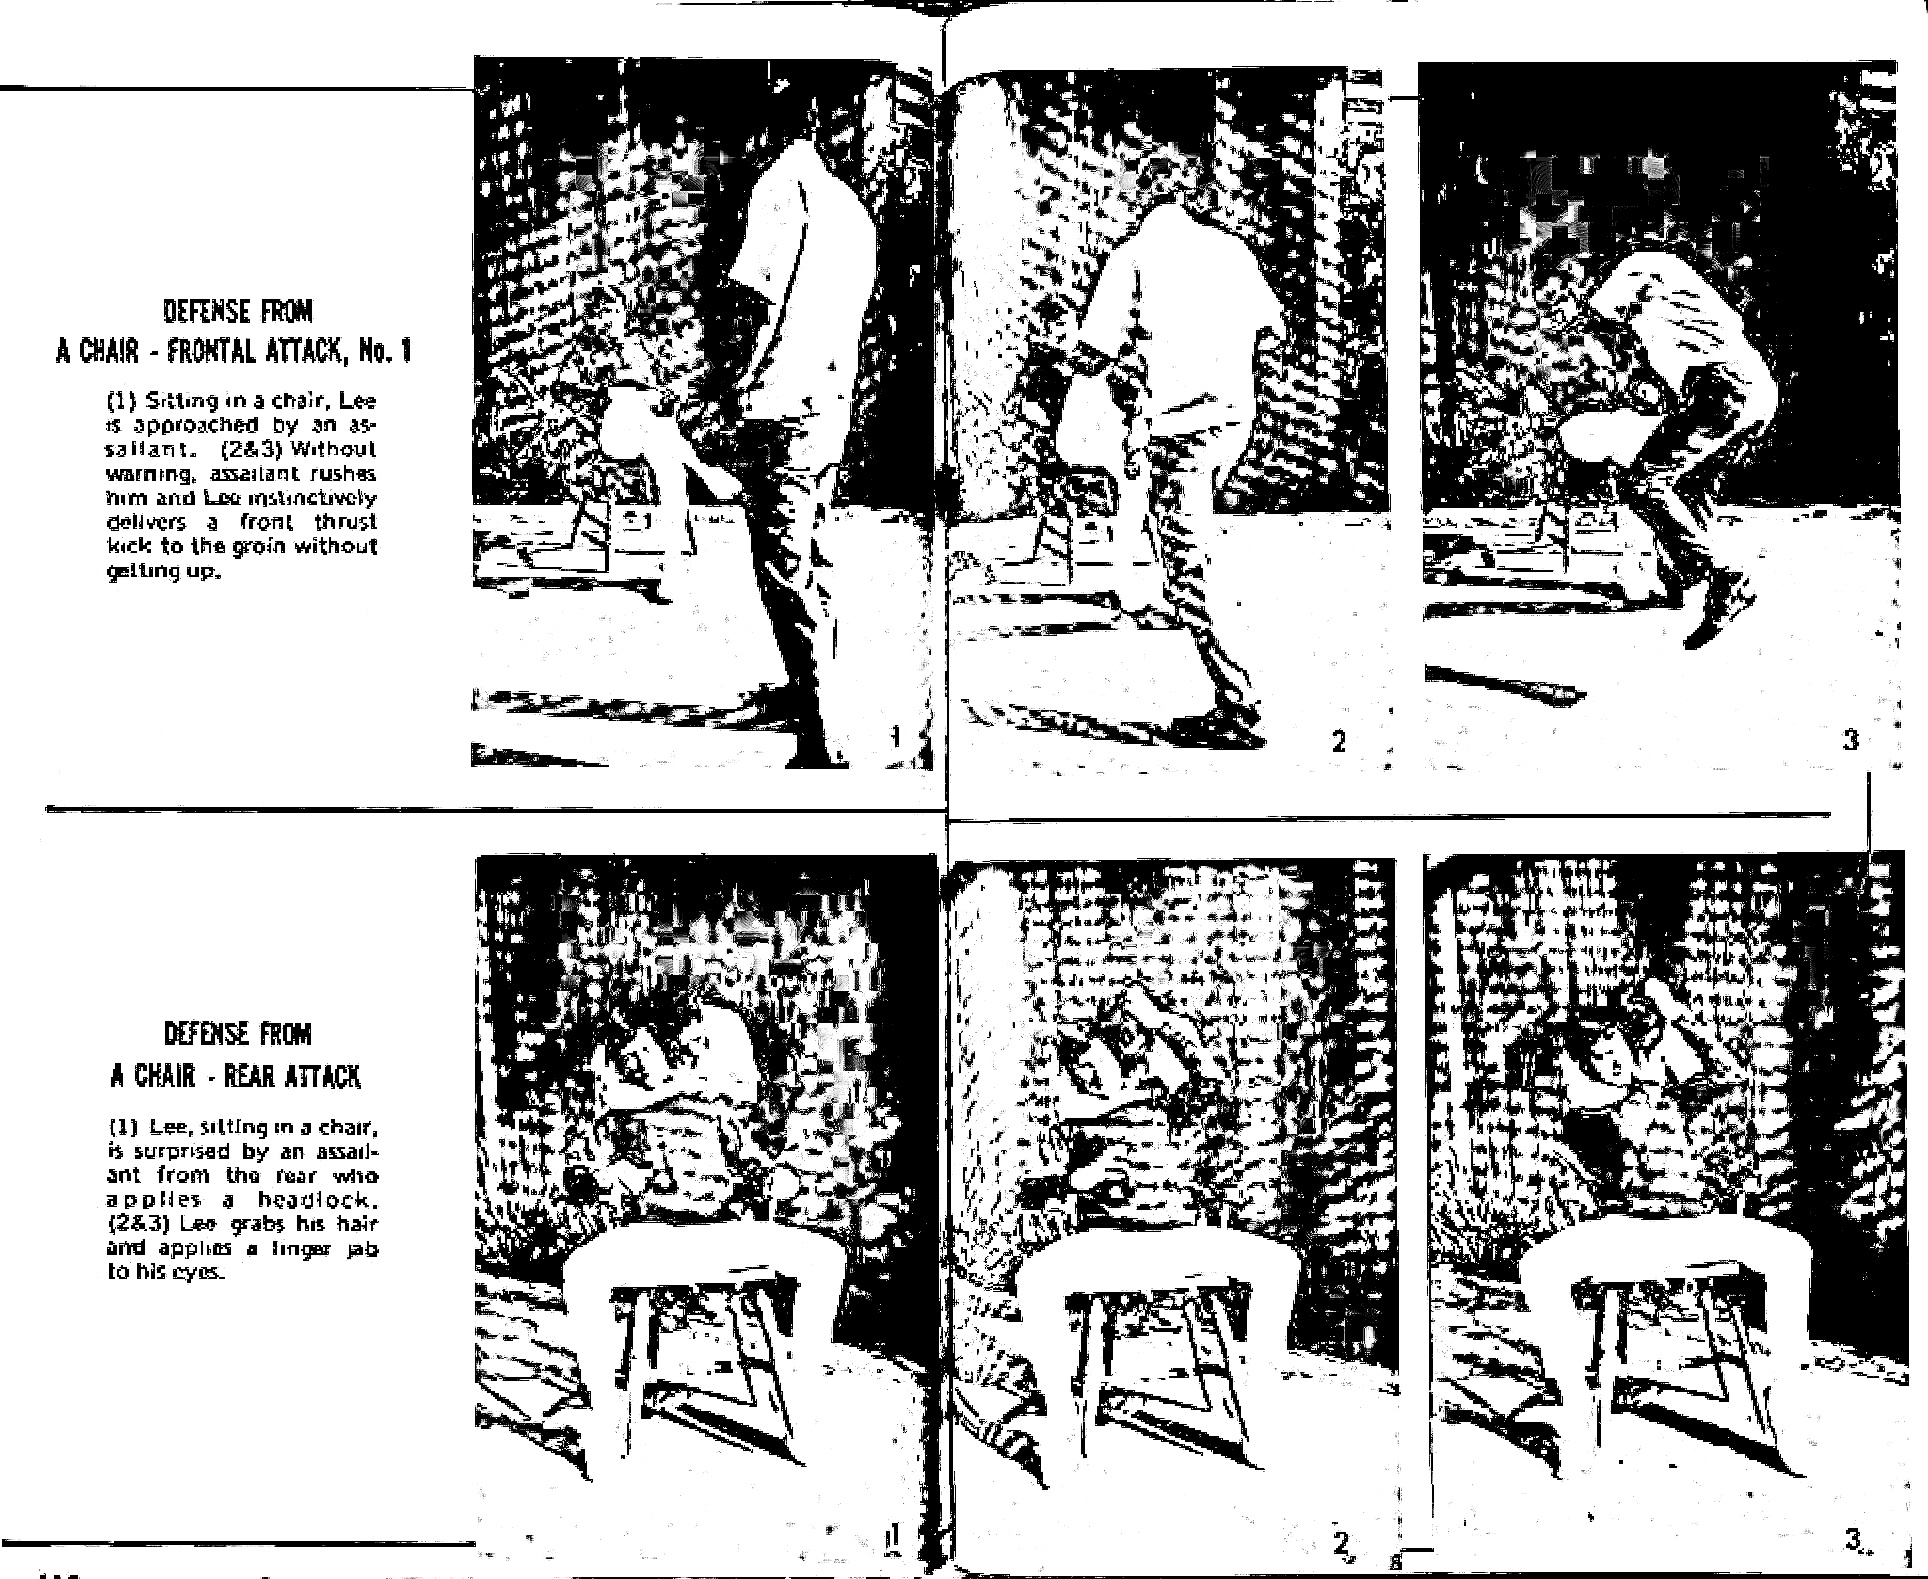 DEFENSE FROM
A CHAIR - FRONTAL ATTACK, No. 1
(1) Sitting in a chair, Lee
is approached by an as-
sailant. (2&3) Without
warning, assailant rushes
him and Lee instinctively
delivers a front thrust
kick to the groin without
getting up.
1
2
3
DEFENSE FROM
A CHAIR - REAR ATTACK
(1) Lee, sitting in a chair,
is surprised by an assail-
ant from the rear who
applies a headlock.
(2&3) Lee grabs his hair
and applies a finger jab
to his eyes.
1
2
3